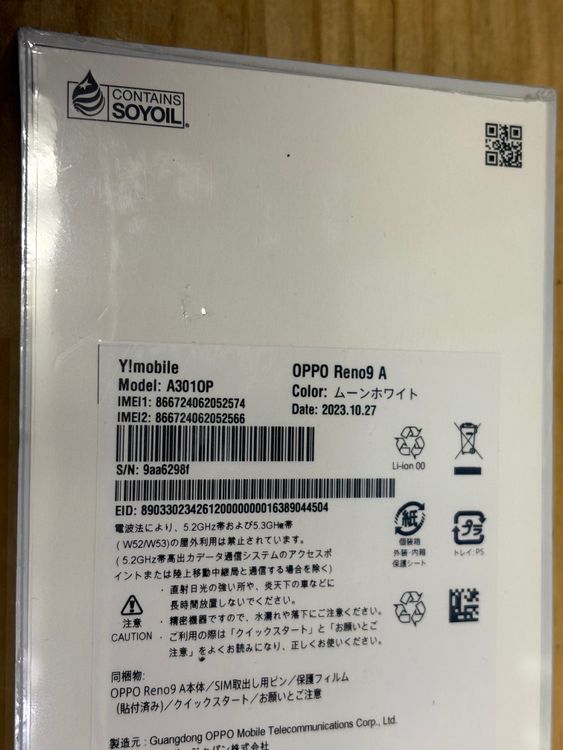 CONTAINS
SOYOIL
Y!mobile
Model: A301OP
IMEI1: 866724062052574
IMEI2: 866724062052566
OPPO Reno9 A
Color: ムーンホワイト
Date: 2023.10.27
S/N: 9aa6298f
Li-ion 00
EID: 89033023426120000000016389044504
電波法により、5.2GHz帯および5.3GHz帯
(W52/W53)の屋外利用は禁止されています。
(5.2GHz帯高出力データ通信システムのアクセスポ
イントまたは陸上移動中継局と通信する場合を除く)
紙
個装箱
外装・内箱
保護シート
プラ
トレイ: PS
注意
CAUTION
・ 直射日光の強い所や、炎天下の車などに
長時間放置しないでください。
・ 精密機器ですので、水濡れや落下にご注意ください。
・ ご利用の際は「クイックスタート」と「お願いとご
注意」をよくお読みになり、正しくお使いください。
同梱物:
OPPO Reno9 A本体/SIM取出し用ピン/保護フィルム
(貼付済み)/クイックスタート/お願いとご注意
製造元: Guangdong OPPO Mobile Telecommunications Corp., Ltd.
ジャパン株式会社